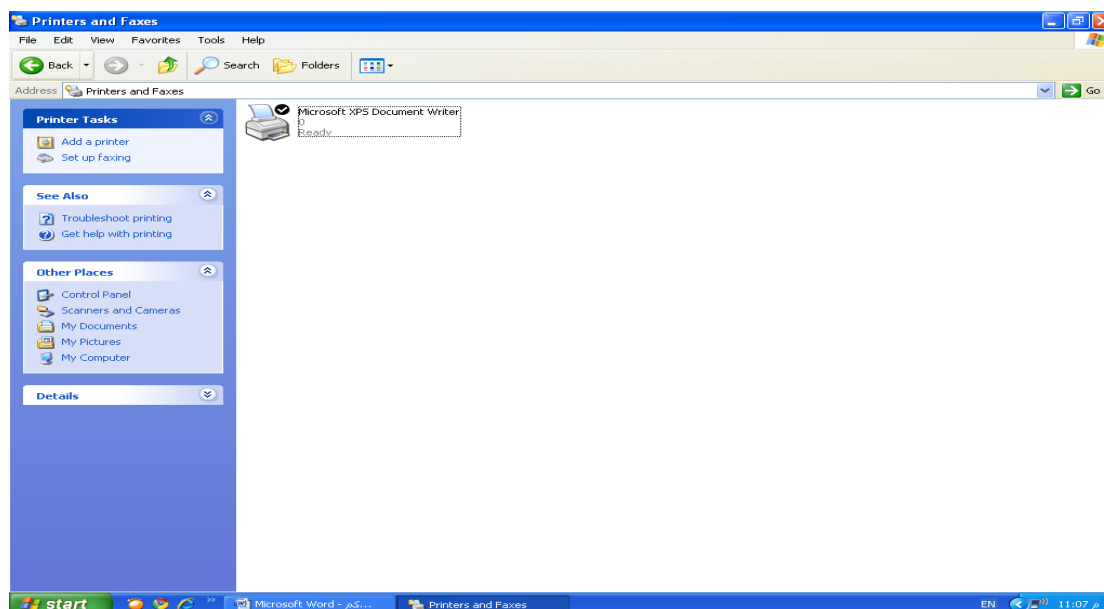 Printers and Faxes
File Edit View Favorites Tools Help
Back Search Folders
Address Printers and Faxes Go
Printer Tasks
Add a printer
Set up faxing
See Also
Troubleshoot printing
Get help with printing
Other Places
Control Panel
Scanners and Cameras
My Documents
My Pictures
My Computer
Details
Microsoft XPS Document Writer
0
Ready
start Microsoft Word - كم... Printers and Faxes EN 11:07 م